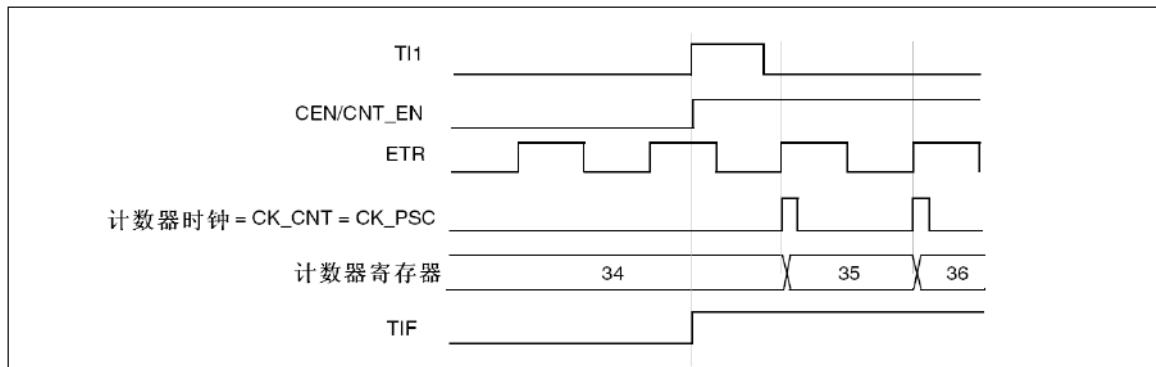 TI1
CEN/CNT_EN
ETR
计数器时钟 = CK_CNT = CK_PSC
计数器寄存器
34
35
36
TIF